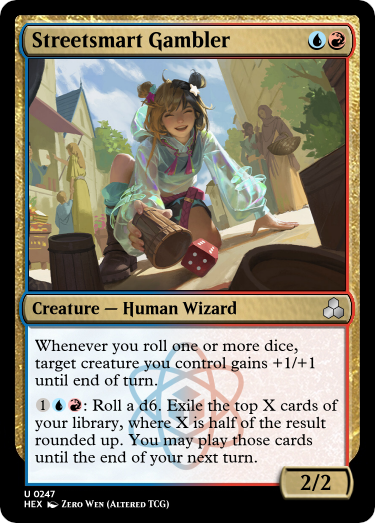 Streetsmart Gambler
Creature — Human Wizard
Whenever you roll one or more dice,
target creature you control gains +1/+1
until end of turn.
1: Roll a d6. Exile the top X cards of
your library, where X is half of the result
rounded up. You may play those cards
until the end of your next turn.
2/2
U 0247
HEX Zero Wen (Altered TCG)